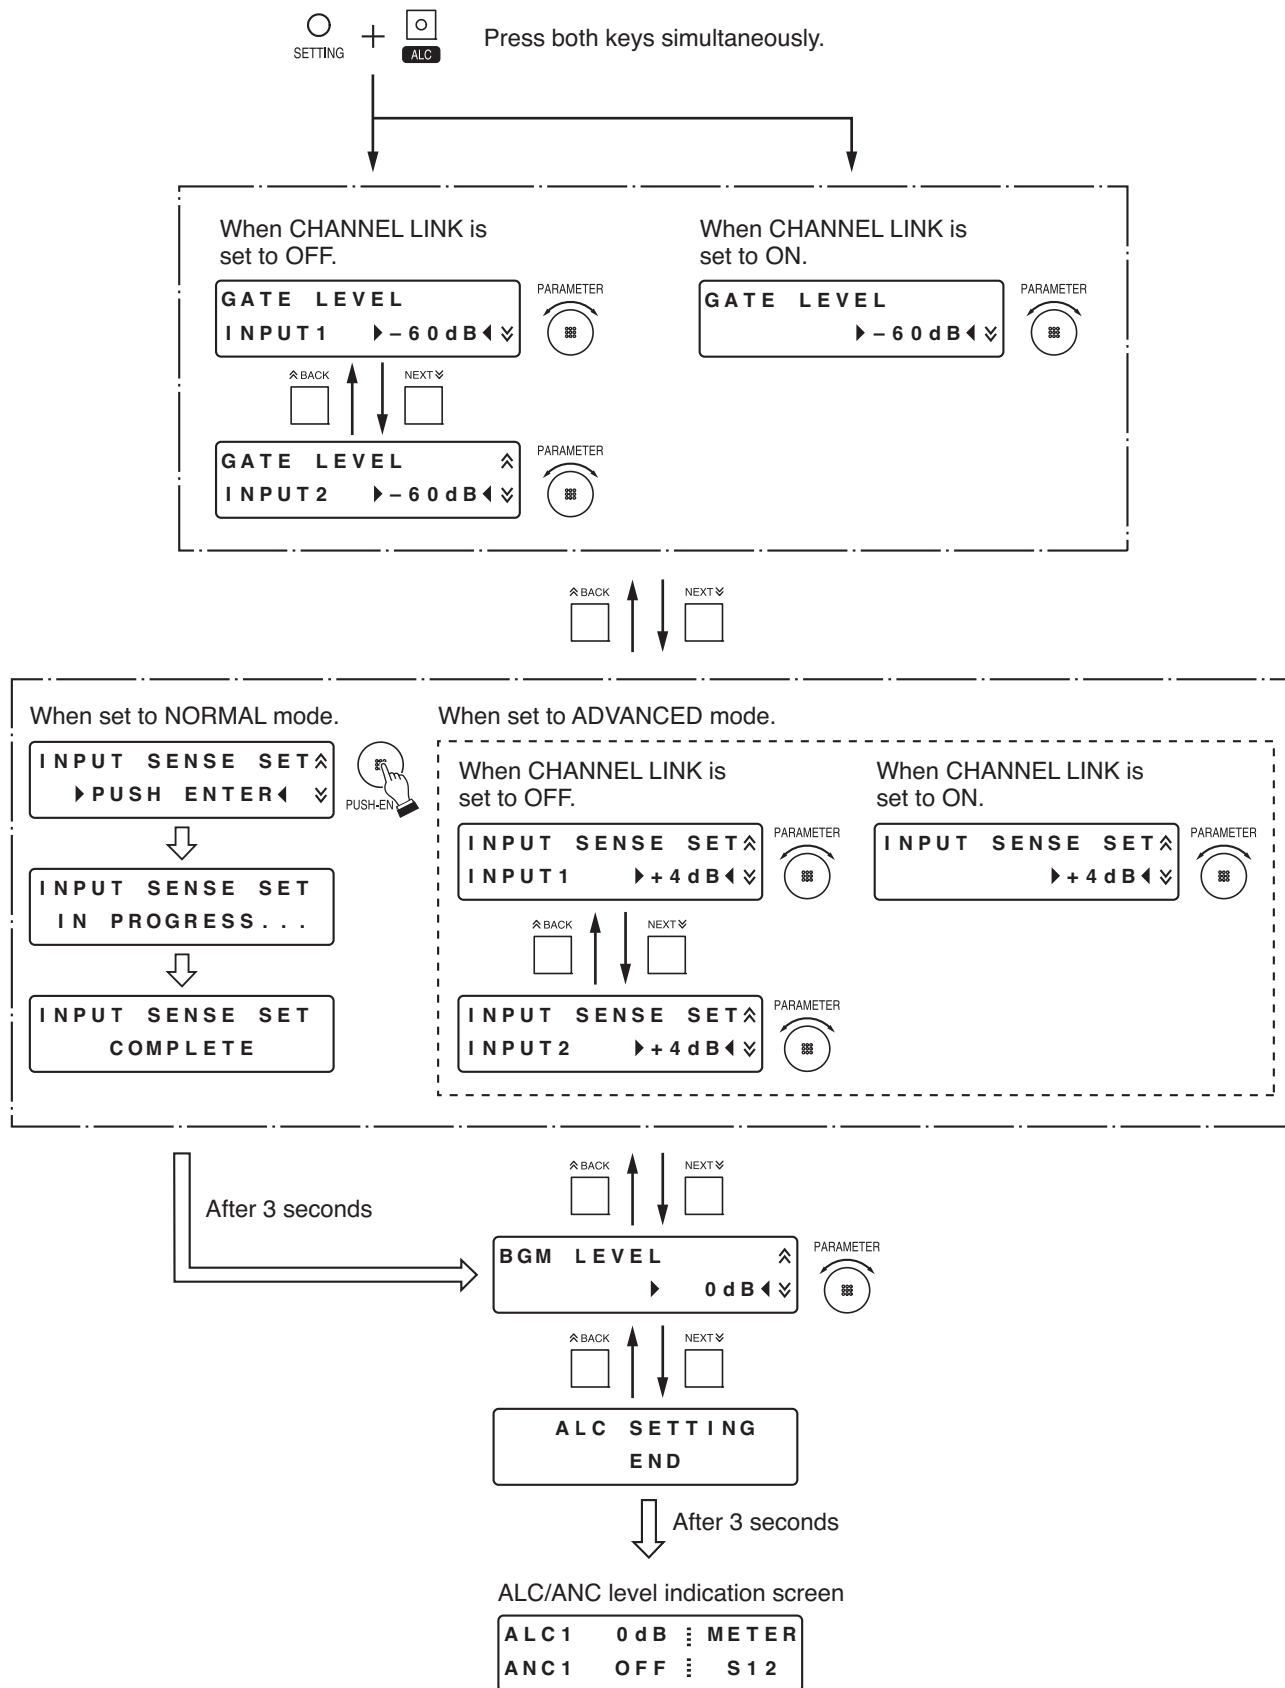 SETTING
+
ALC
Press both keys simultaneously.
When CHANNEL LINK is
set to OFF.
GATE LEVEL
INPUT1 –60dB
PARAMETER
BACK
NEXT
GATE LEVEL
INPUT2 –60dB
PARAMETER
When CHANNEL LINK is
set to ON.
GATE LEVEL
–60dB
PARAMETER
BACK
NEXT
When set to NORMAL mode.
INPUT SENSE SET
PUSH ENTER
PUSH-EN
INPUT SENSE SET
IN PROGRESS...
INPUT SENSE SET
COMPLETE
When set to ADVANCED mode.
When CHANNEL LINK is
set to OFF.
INPUT SENSE SET
INPUT1 +4dB
PARAMETER
BACK
NEXT
INPUT SENSE SET
INPUT2 +4dB
PARAMETER
When CHANNEL LINK is
set to ON.
INPUT SENSE SET
+4dB
PARAMETER
After 3 seconds
BACK
NEXT
BGM LEVEL
0dB
PARAMETER
BACK
NEXT
ALC SETTING
END
After 3 seconds
ALC/ANC level indication screen
ALC1 0dB METER
ANC1 OFF S12